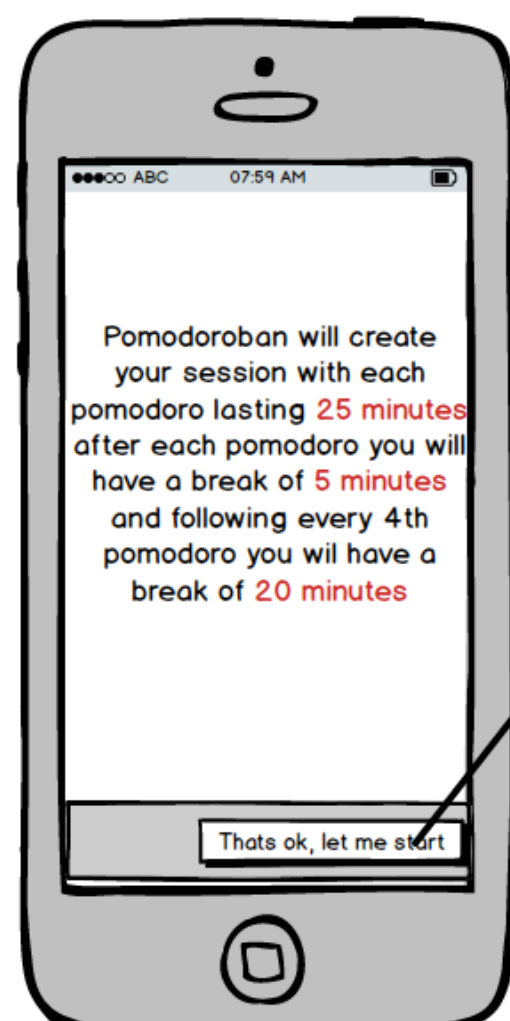 ABC 07:59 AM
Pomodoroban will create
your session with each
pomodoro lasting 25 minutes
after each pomodoro you will
have a break of 5 minutes
and following every 4th
pomodoro you wil have a
break of 20 minutes
Thats ok, let me start